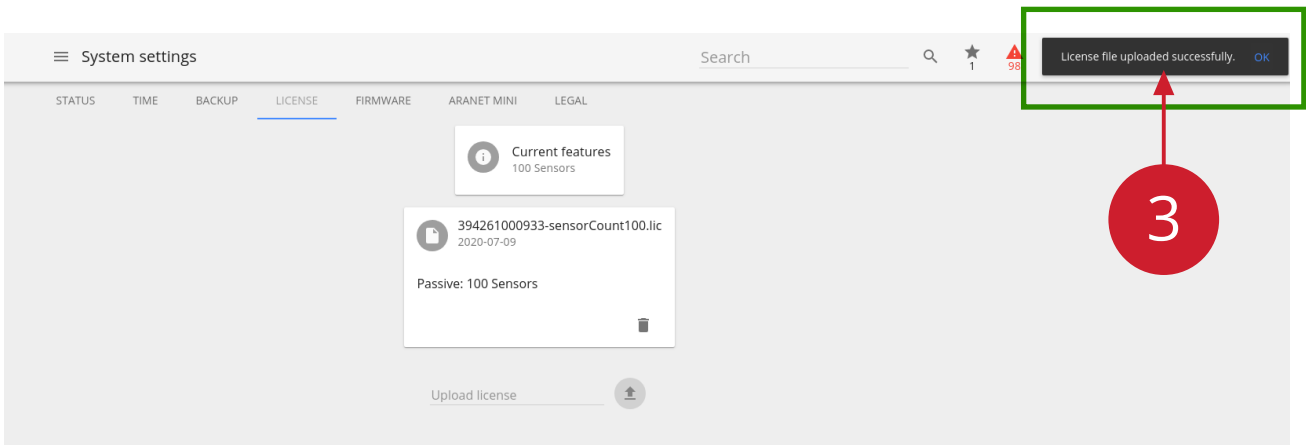 System settings
Search
1
98
License file uploaded successfully. OK
STATUS TIME BACKUP LICENSE FIRMWARE ARANET MINI LEGAL
Current features
100 Sensors
394261000933-sensorCount100.lic
2020-07-09
Passive: 100 Sensors
Upload license
3